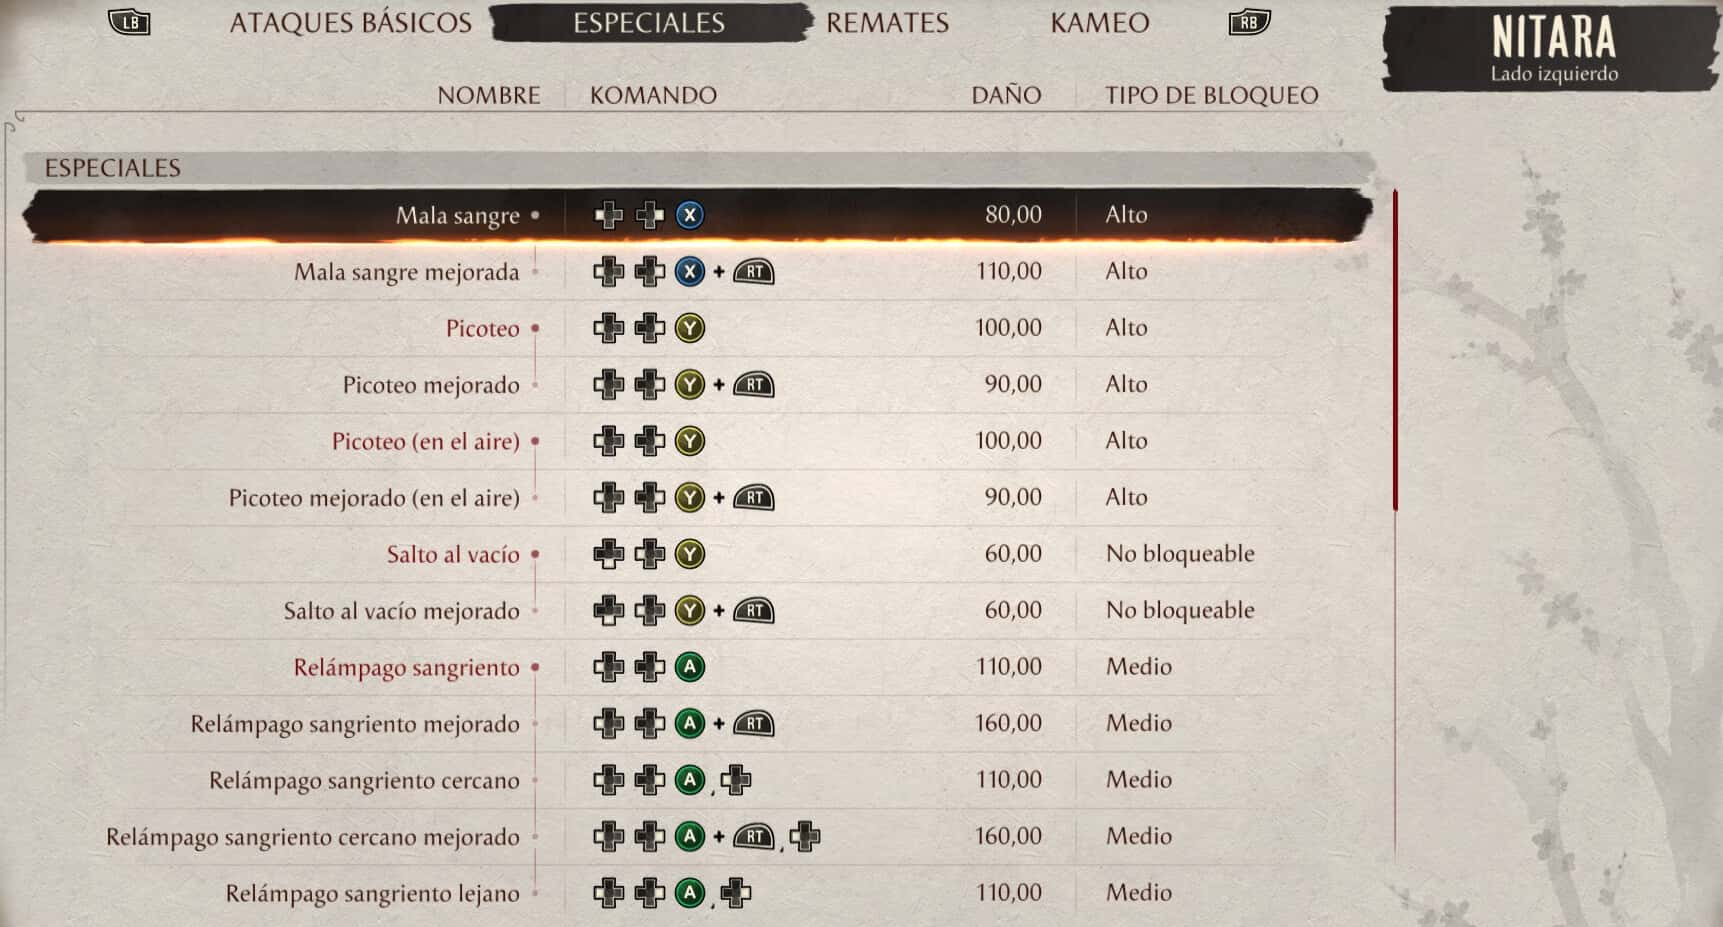 LB ATAQUES BÁSICOS ESPECIALES REMATES KAMEO RB
NITARA
Lado izquierdo
NOMBRE KOMANDO DAÑO TIPO DE BLOQUEO
ESPECIALES
Mala sangre X 80,00 Alto
Mala sangre mejorada X + RT 110,00 Alto
Picoteo Y 100,00 Alto
Picoteo mejorado Y + RT 90,00 Alto
Picoteo (en el aire) Y 100,00 Alto
Picoteo mejorado (en el aire) Y + RT 90,00 Alto
Salto al vacío Y 60,00 No bloqueable
Salto al vacío mejorado Y + RT 60,00 No bloqueable
Relámpago sangriento A 110,00 Medio
Relámpago sangriento mejorado A + RT 160,00 Medio
Relámpago sangriento cercano A , 110,00 Medio
Relámpago sangriento cercano mejorado A + RT , 160,00 Medio
Relámpago sangriento lejano A , 110,00 Medio